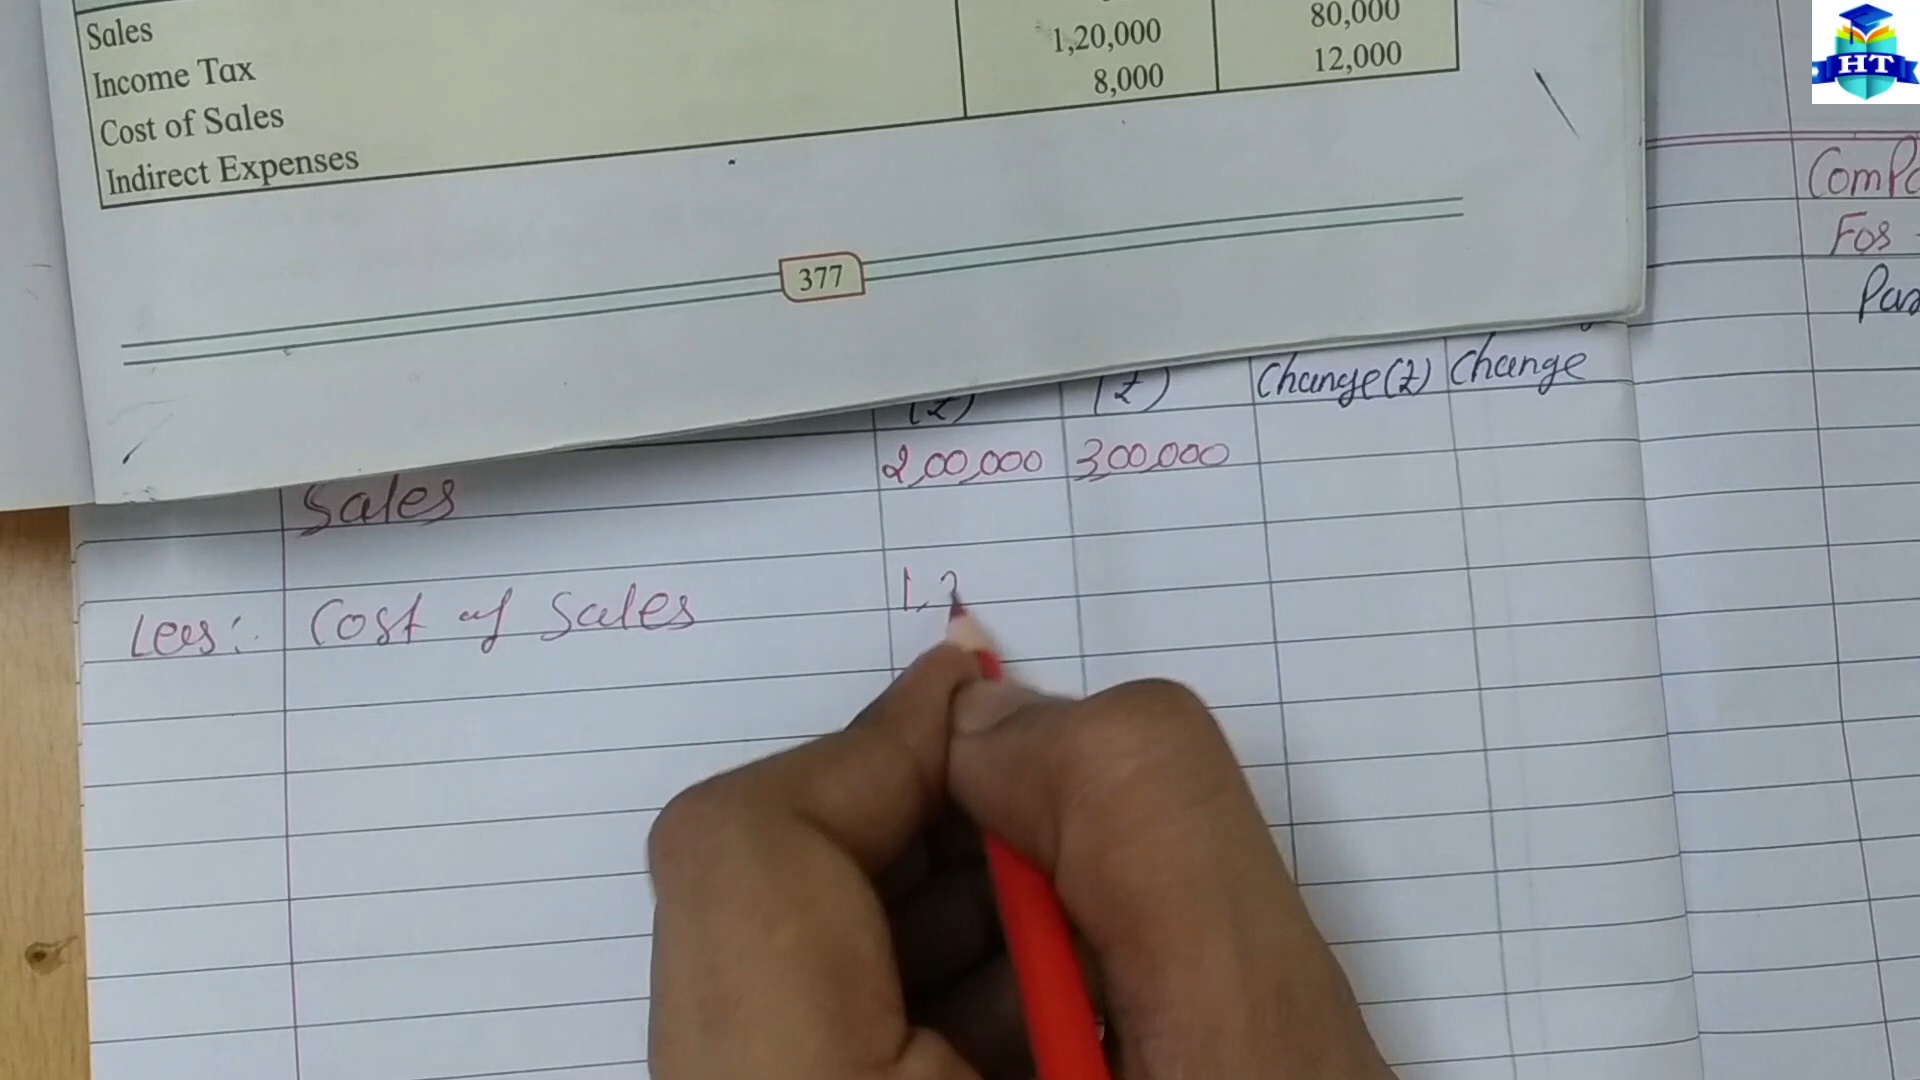 Sales
80,000
Income Tax 1,20,000 12,000
Cost of Sales 8,000
Indirect Expenses
377
HT
For
(₹) (₹) Change(₹) Change
Sales 2,00,000 3,00,000
Less: Cost of Sales 1,2